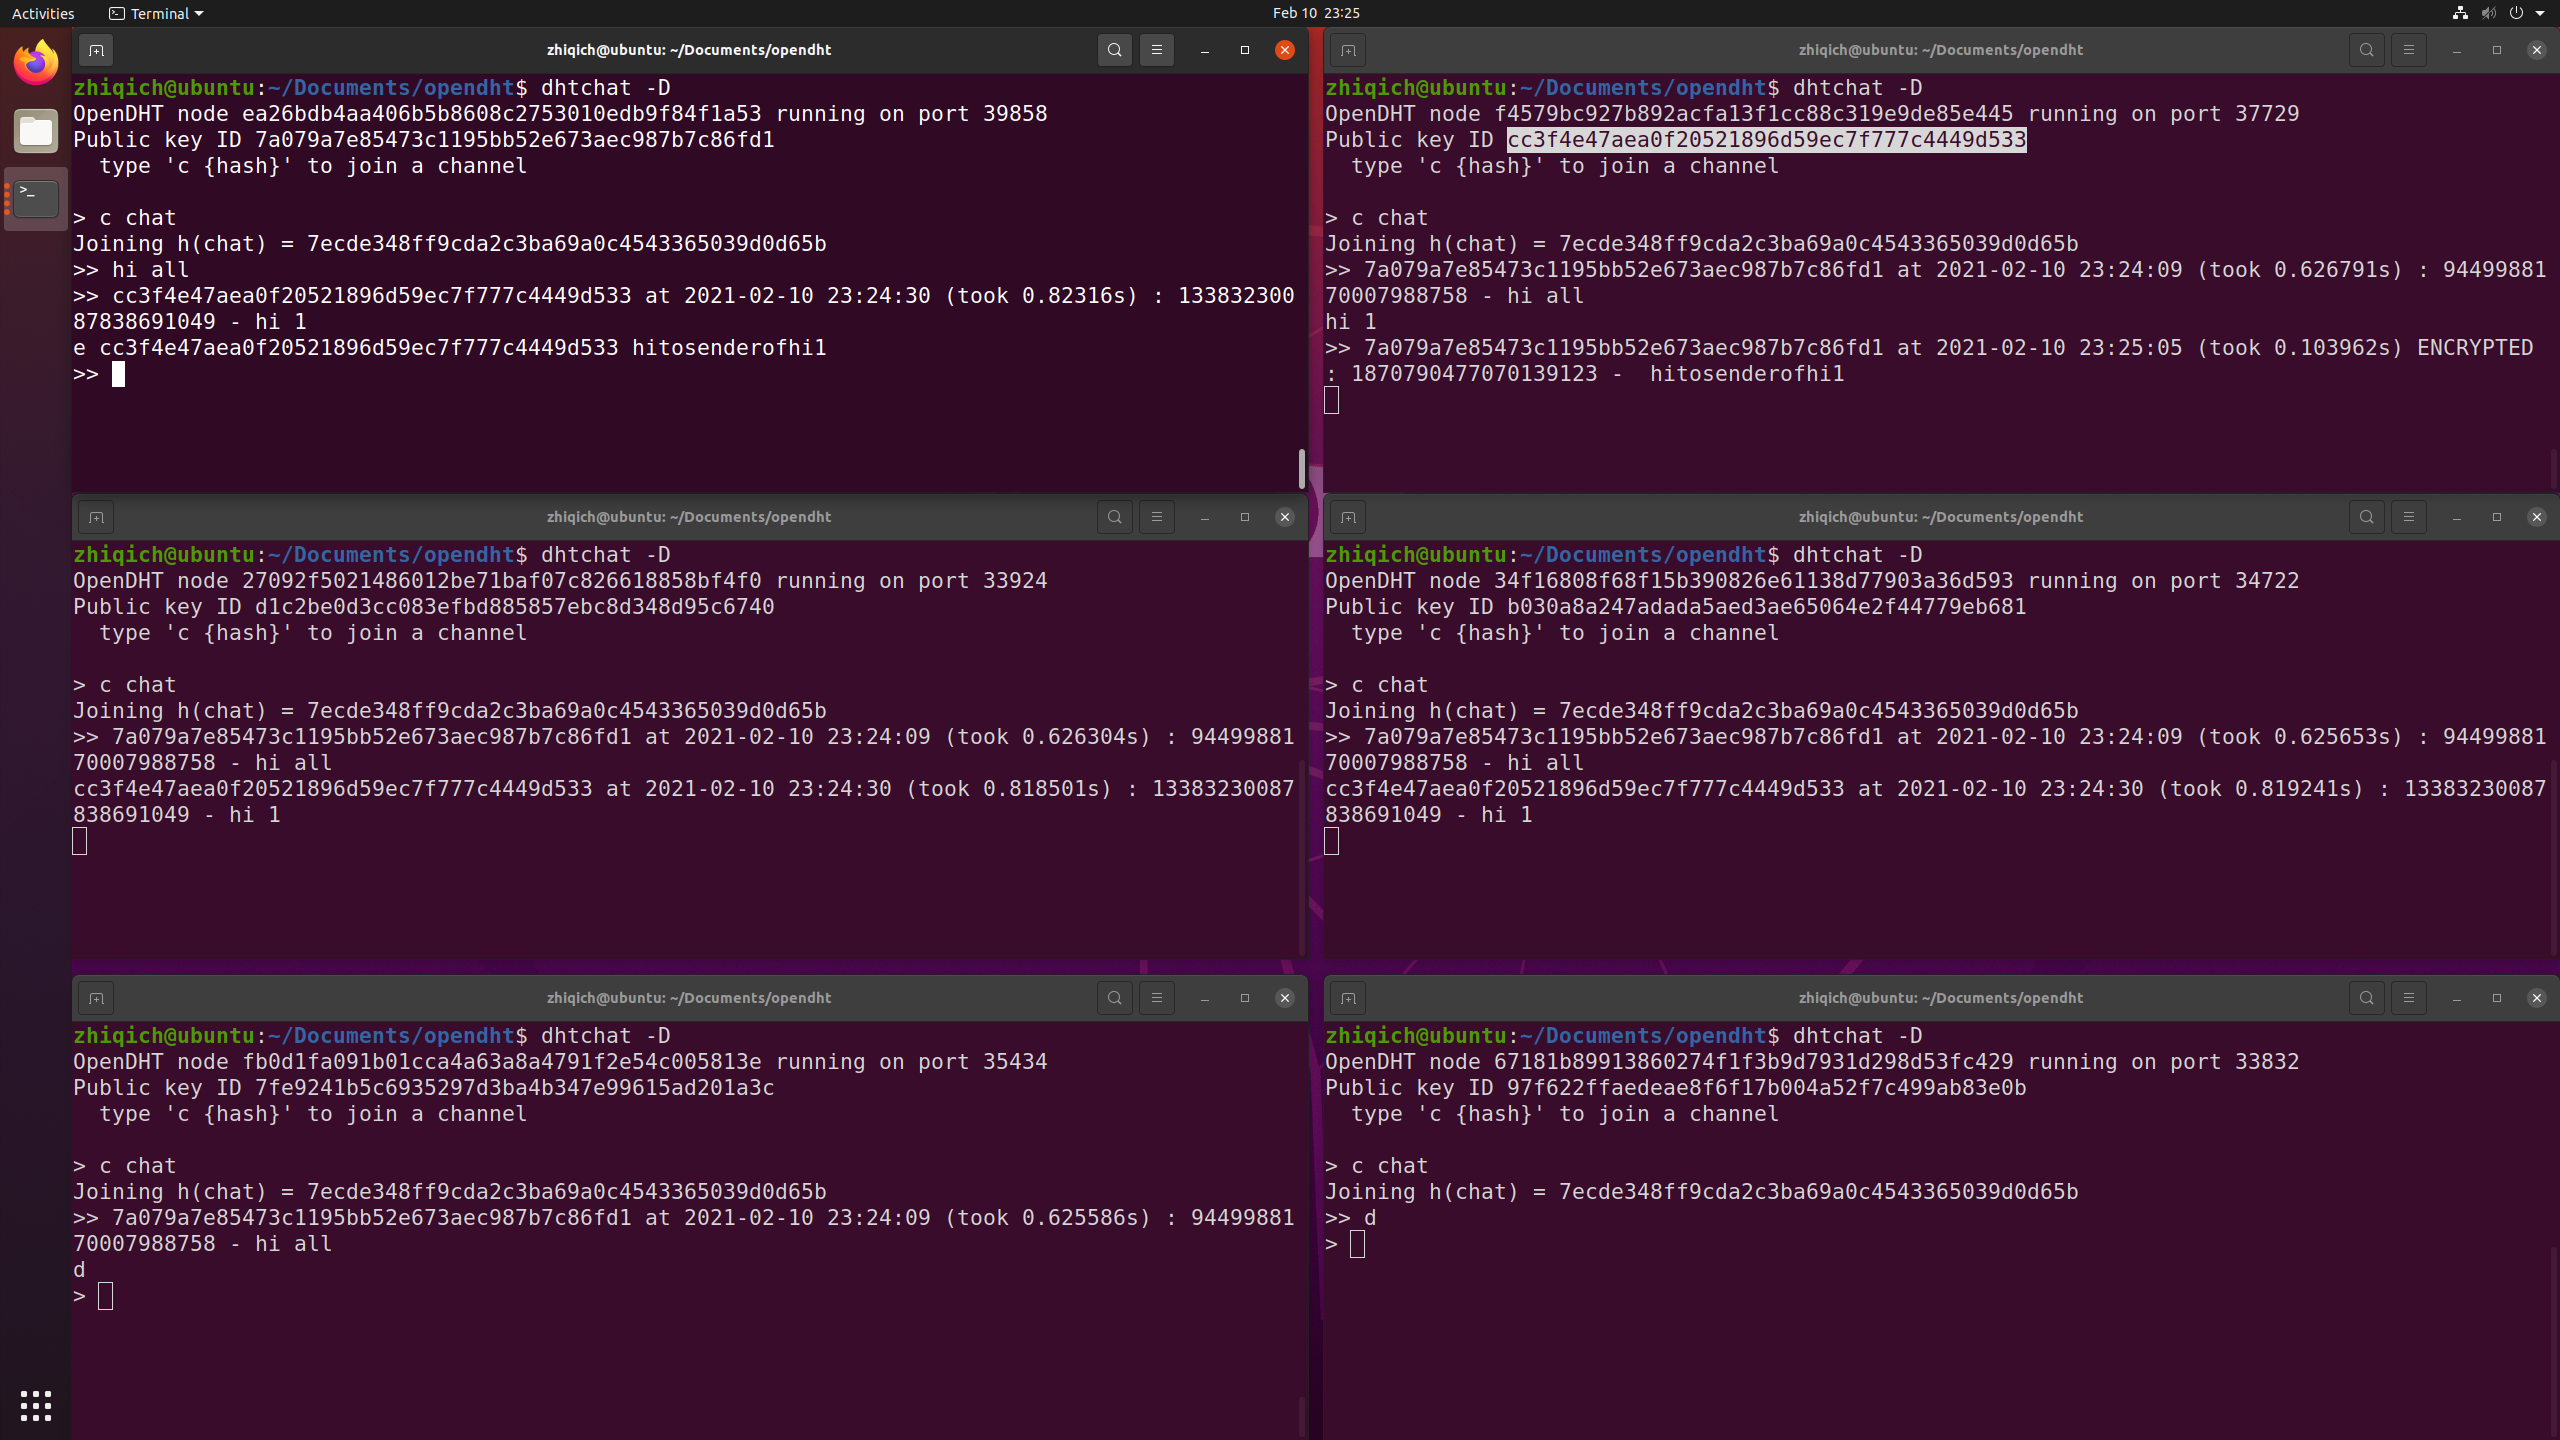 Activities Terminal Feb 10 23:25
zhiqich@ubuntu: ~/Documents/opendht
zhiqich@ubuntu:~/Documents/opendht$ dhtchat -D
OpenDHT node ea26bdb4aa406b5b8608c2753010edb9f84f1a53 running on port 39858
Public key ID 7a079a7e85473c1195bb52e673aec987b7c86fd1
  type 'c {hash}' to join a channel
> c chat
Joining h(chat) = 7ecde348ff9cda2c3ba69a0c4543365039d0d65b
>> hi all
>> cc3f4e47aea0f20521896d59ec7f777c4449d533 at 2021-02-10 23:24:30 (took 0.82316s) : 133832300
87838691049 - hi 1
e cc3f4e47aea0f20521896d59ec7f777c4449d533 hitosenderofhi1
>>
zhiqich@ubuntu: ~/Documents/opendht
zhiqich@ubuntu:~/Documents/opendht$ dhtchat -D
OpenDHT node f4579bc927b892acfa13f1cc88c319e9de85e445 running on port 37729
Public key ID cc3f4e47aea0f20521896d59ec7f777c4449d533
  type 'c {hash}' to join a channel
> c chat
Joining h(chat) = 7ecde348ff9cda2c3ba69a0c4543365039d0d65b
>> 7a079a7e85473c1195bb52e673aec987b7c86fd1 at 2021-02-10 23:24:09 (took 0.626791s) : 94499881
70007988758 - hi all
hi 1
>> 7a079a7e85473c1195bb52e673aec987b7c86fd1 at 2021-02-10 23:25:05 (took 0.103962s) ENCRYPTED
: 1870790477070139123 -  hitosenderofhi1
zhiqich@ubuntu: ~/Documents/opendht
zhiqich@ubuntu:~/Documents/opendht$ dhtchat -D
OpenDHT node 27092f5021486012be71baf07c826618858bf4f0 running on port 33924
Public key ID d1c2be0d3cc083efbd885857ebc8d348d95c6740
  type 'c {hash}' to join a channel
> c chat
Joining h(chat) = 7ecde348ff9cda2c3ba69a0c4543365039d0d65b
>> 7a079a7e85473c1195bb52e673aec987b7c86fd1 at 2021-02-10 23:24:09 (took 0.626304s) : 94499881
70007988758 - hi all
cc3f4e47aea0f20521896d59ec7f777c4449d533 at 2021-02-10 23:24:30 (took 0.818501s) : 13383230087
838691049 - hi 1
zhiqich@ubuntu: ~/Documents/opendht
zhiqich@ubuntu:~/Documents/opendht$ dhtchat -D
OpenDHT node 34f16808f68f15b390826e61138d77903a36d593 running on port 34722
Public key ID b030a8a247adada5aed3ae65064e2f44779eb681
  type 'c {hash}' to join a channel
> c chat
Joining h(chat) = 7ecde348ff9cda2c3ba69a0c4543365039d0d65b
>> 7a079a7e85473c1195bb52e673aec987b7c86fd1 at 2021-02-10 23:24:09 (took 0.625653s) : 94499881
70007988758 - hi all
cc3f4e47aea0f20521896d59ec7f777c4449d533 at 2021-02-10 23:24:30 (took 0.819241s) : 13383230087
838691049 - hi 1
zhiqich@ubuntu: ~/Documents/opendht
zhiqich@ubuntu:~/Documents/opendht$ dhtchat -D
OpenDHT node fb0d1fa091b01cca4a63a8a4791f2e54c005813e running on port 35434
Public key ID 7fe9241b5c6935297d3ba4b347e99615ad201a3c
  type 'c {hash}' to join a channel
> c chat
Joining h(chat) = 7ecde348ff9cda2c3ba69a0c4543365039d0d65b
>> 7a079a7e85473c1195bb52e673aec987b7c86fd1 at 2021-02-10 23:24:09 (took 0.625586s) : 94499881
70007988758 - hi all
d
>
zhiqich@ubuntu: ~/Documents/opendht
zhiqich@ubuntu:~/Documents/opendht$ dhtchat -D
OpenDHT node 67181b89913860274f1f3b9d7931d298d53fc429 running on port 33832
Public key ID 97f622ffaedeae8f6f17b004a52f7c499ab83e0b
  type 'c {hash}' to join a channel
> c chat
Joining h(chat) = 7ecde348ff9cda2c3ba69a0c4543365039d0d65b
>> d
>